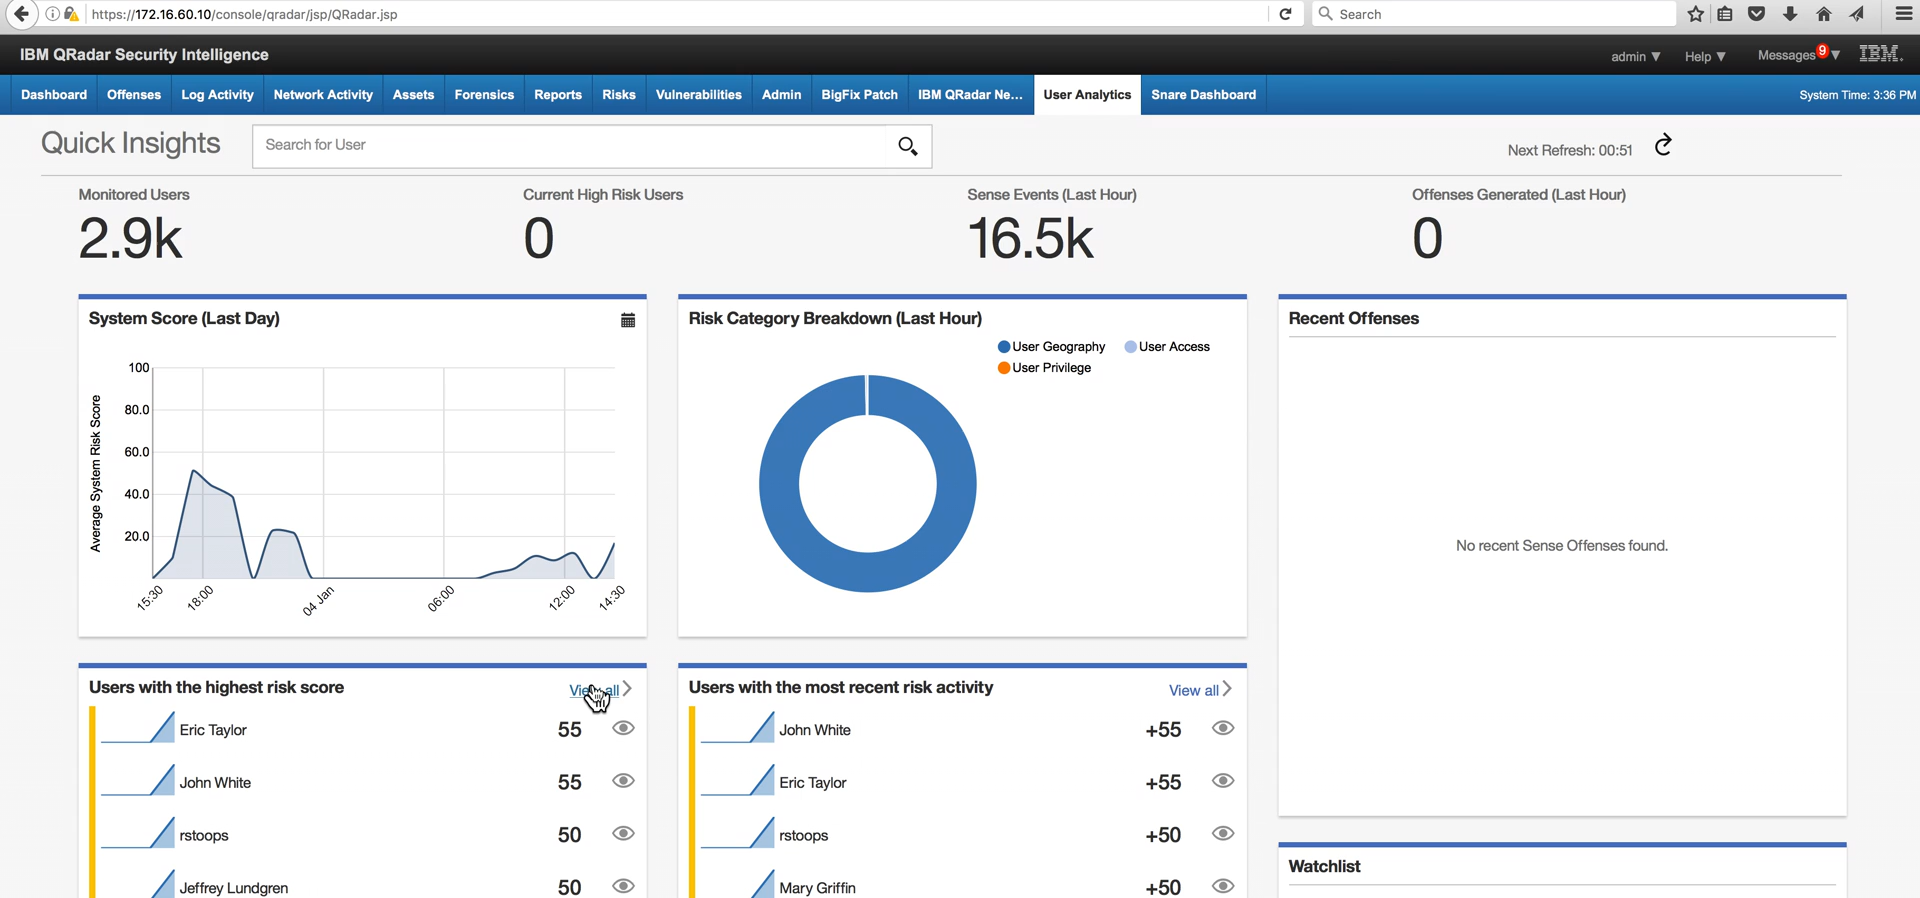 https://172.16.60.10/console/qradar/jsp/QRadar.jsp
Search
IBM QRadar Security Intelligence
admin ▼
Help ▼
Messages 9 ▼
IBM
Dashboard
Offenses
Log Activity
Network Activity
Assets
Forensics
Reports
Risks
Vulnerabilities
Admin
BigFix Patch
IBM QRadar Ne...
User Analytics
Snare Dashboard
System Time: 3:36 PM
Quick Insights
Search for User
Next Refresh: 00:51
Monitored Users
2.9k
Current High Risk Users
0
Sense Events (Last Hour)
16.5k
Offenses Generated (Last Hour)
0
System Score (Last Day)
Average System Risk Score
100
80.0
60.0
40.0
20.0
15:30
18:00
04 Jan
06:00
12:00
14:30
Risk Category Breakdown (Last Hour)
User Geography
User Access
User Privilege
Recent Offenses
No recent Sense Offenses found.
Users with the highest risk score
View all
Eric Taylor 55
John White 55
rstoops 50
Jeffrey Lundgren 50
Users with the most recent risk activity
View all
John White +55
Eric Taylor +55
rstoops +50
Mary Griffin +50
Watchlist